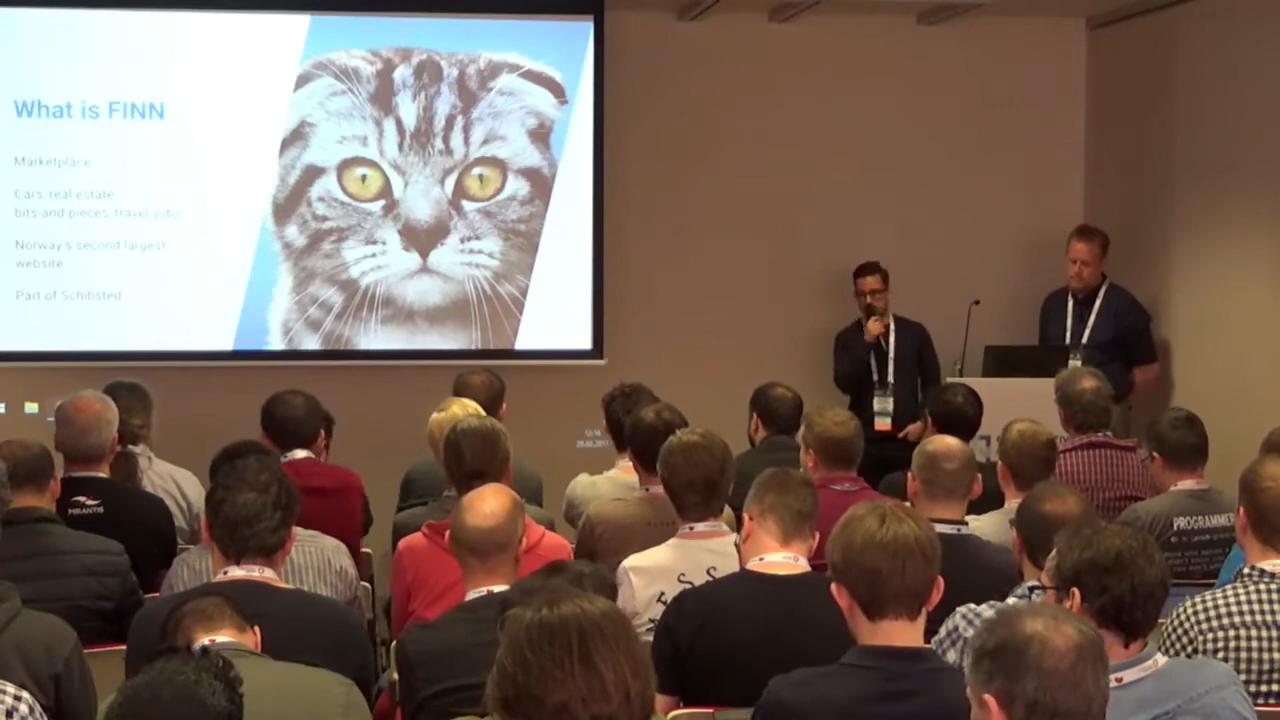 What is FINN
Marketplace
Cars, real estate
bits and pieces, travel, jobs
Norway's second largest
website
Part of Schibsted
MIRANTIS
PROGRAMMER